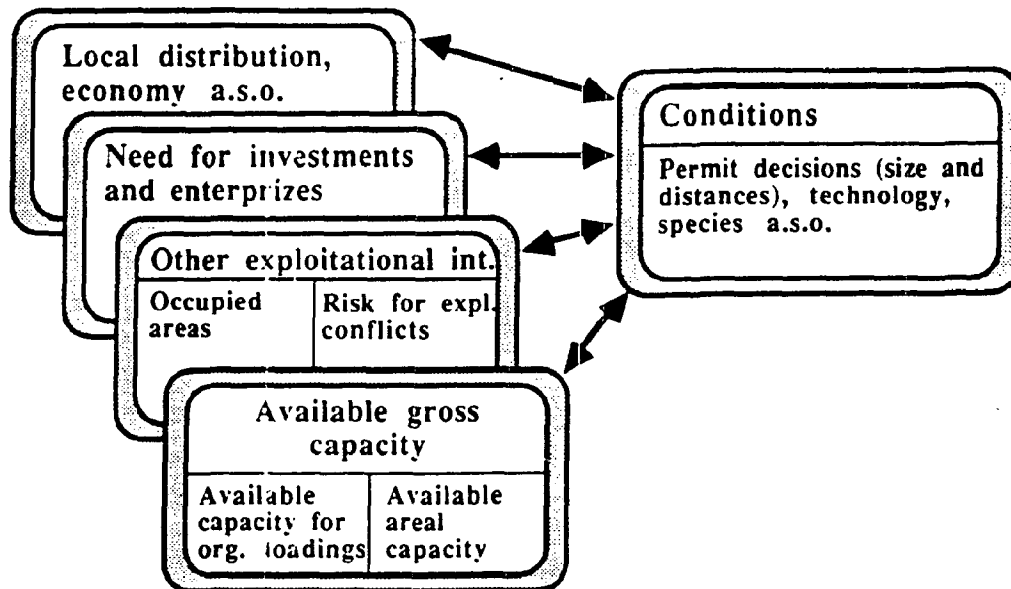 Local distribution,
economy a.s.o.
Need for investments
and enterprizes
Other exploitational int.
Occupied
areas
Risk for expl.
conflicts
Available gross
capacity
Available
capacity for
org. loadings
Available
areal
capacity
Conditions
Permit decisions (size and
distances), technology,
species a.s.o.